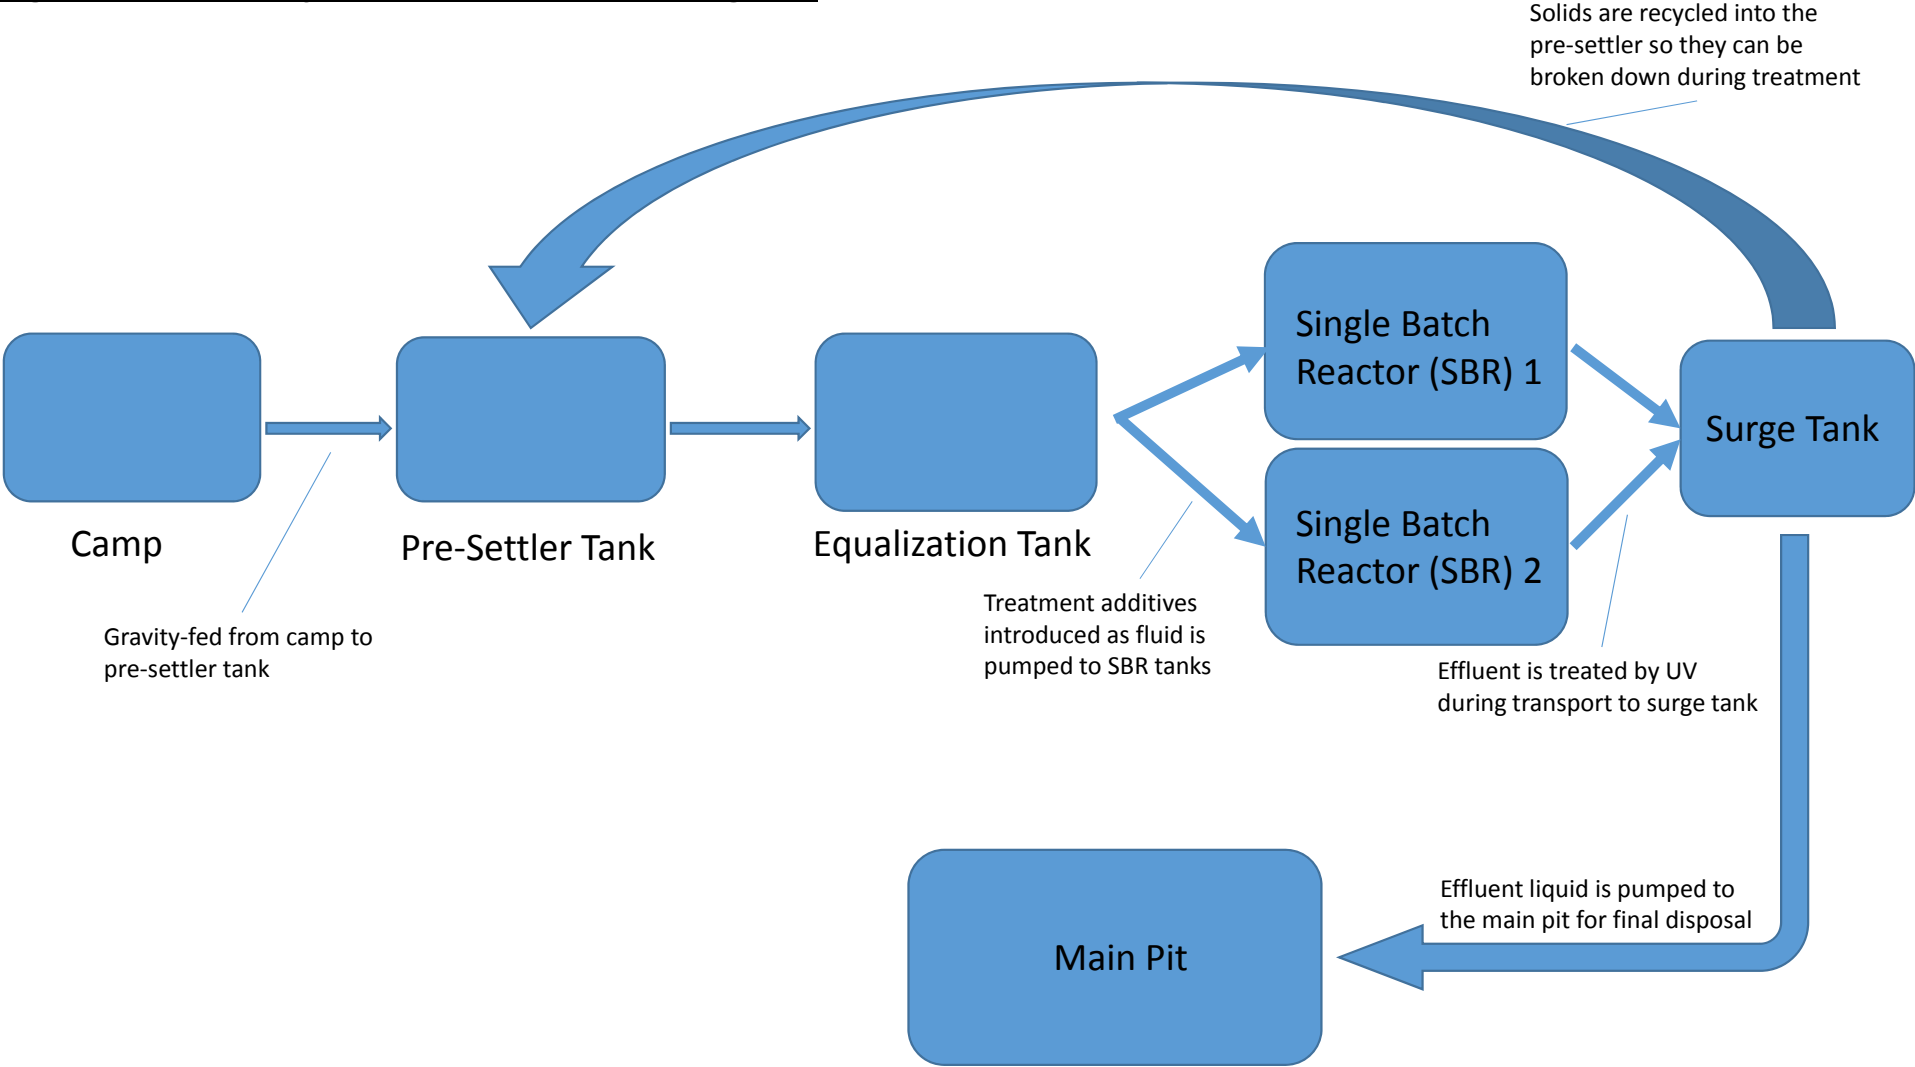 Solids are recycled into the
pre-settler so they can be
broken down during treatment
Single Batch
Reactor (SBR) 1
Surge Tank
Single Batch
Reactor (SBR) 2
Camp
Pre-Settler Tank
Equalization Tank
Gravity-fed from camp to
pre-settler tank
Treatment additives
introduced as fluid is
pumped to SBR tanks
Effluent is treated by UV
during transport to surge tank
Effluent liquid is pumped to
the main pit for final disposal
Main Pit